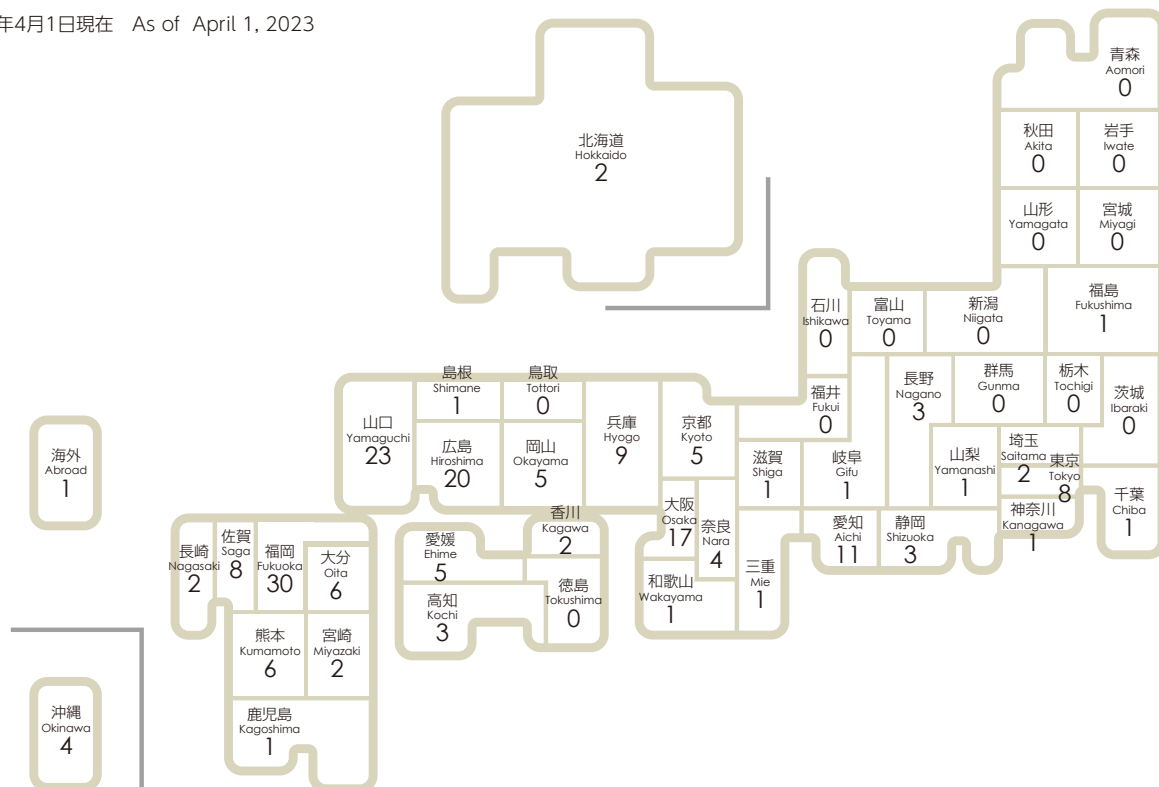 年4月1日現在 As of April 1, 2023
青森
Aomori
0
北海道
Hokkaido
2
秋田
Akita
0
岩手
Iwate
0
山形
Yamagata
0
宮城
Miyagi
0
石川
Ishikawa
0
富山
Toyama
0
新潟
Niigata
0
福島
Fukushima
1
島根
Shimane
1
鳥取
Tottori
0
福井
Fukui
0
長野
Nagano
3
群馬
Gunma
0
栃木
Tochigi
0
茨城
Ibaraki
0
山口
Yamaguchi
23
広島
Hiroshima
20
岡山
Okayama
5
兵庫
Hyogo
9
京都
Kyoto
5
滋賀
Shiga
1
岐阜
Gifu
1
山梨
Yamanashi
1
埼玉
Saitama
2
東京
Tokyo
8
海外
Abroad
1
千葉
Chiba
1
大阪
Osaka
17
奈良
Nara
4
神奈川
Kanagawa
1
愛知
Aichi
11
静岡
Shizuoka
3
香川
Kagawa
2
愛媛
Ehime
5
長崎
Nagasaki
2
佐賀
Saga
8
福岡
Fukuoka
30
大分
Oita
6
三重
Mie
1
和歌山
Wakayama
1
徳島
Tokushima
0
高知
Kochi
3
熊本
Kumamoto
6
宮崎
Miyazaki
2
沖縄
Okinawa
4
鹿児島
Kagoshima
1